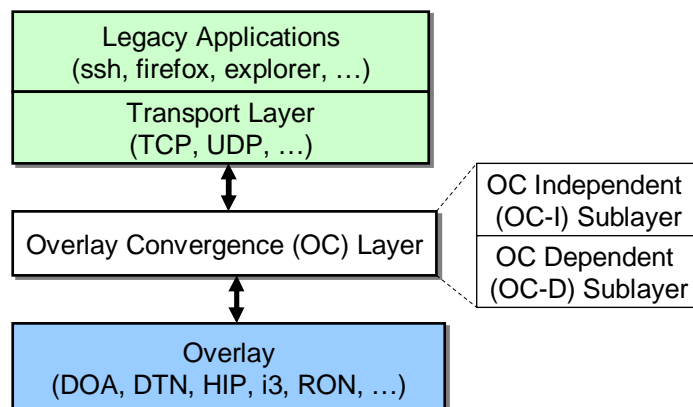 Legacy Applications
(ssh, firefox, explorer, …)
Transport Layer
(TCP, UDP, …)
Overlay Convergence (OC) Layer
OC Independent
(OC-I) Sublayer
OC Dependent
(OC-D) Sublayer
Overlay
(DOA, DTN, HIP, i3, RON, …)